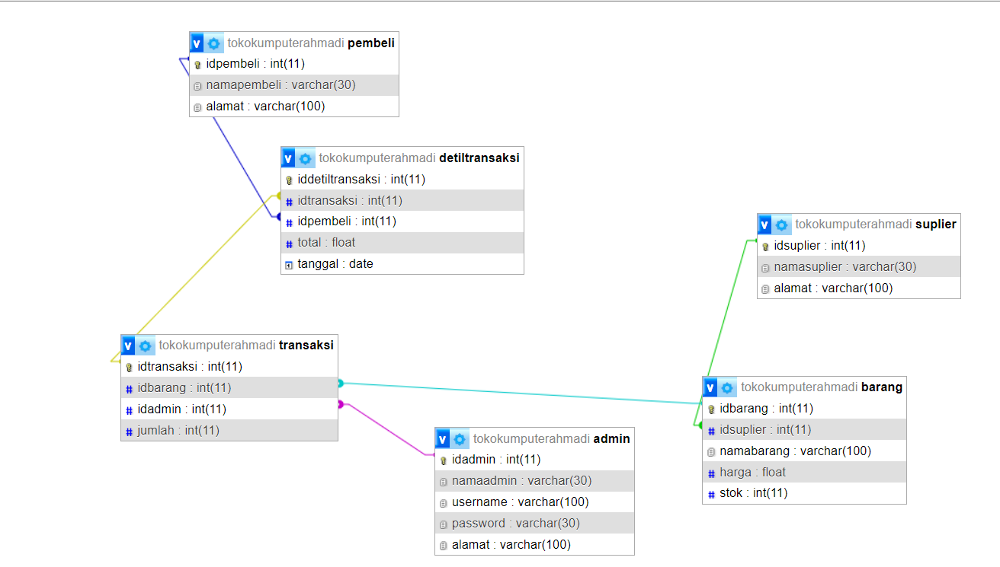 v tokokumputerahmadi pembeli
idpembeli : int(11)
namapembeli : varchar(30)
alamat : varchar(100)
v tokokumputerahmadi detiltransaksi
iddetiltransaksi : int(11)
# idtransaksi : int(11)
# idpembeli : int(11)
# total : float
tanggal : date
v tokokumputerahmadi suplier
idsuplier : int(11)
namasuplier : varchar(30)
alamat : varchar(100)
v tokokumputerahmadi transaksi
idtransaksi : int(11)
# idbarang : int(11)
# idadmin : int(11)
# jumlah : int(11)
v tokokumputerahmadi barang
idbarang : int(11)
# idsuplier : int(11)
namabarang : varchar(100)
# harga : float
# stok : int(11)
v tokokumputerahmadi admin
idadmin : int(11)
namaadmin : varchar(30)
username : varchar(100)
password : varchar(30)
alamat : varchar(100)